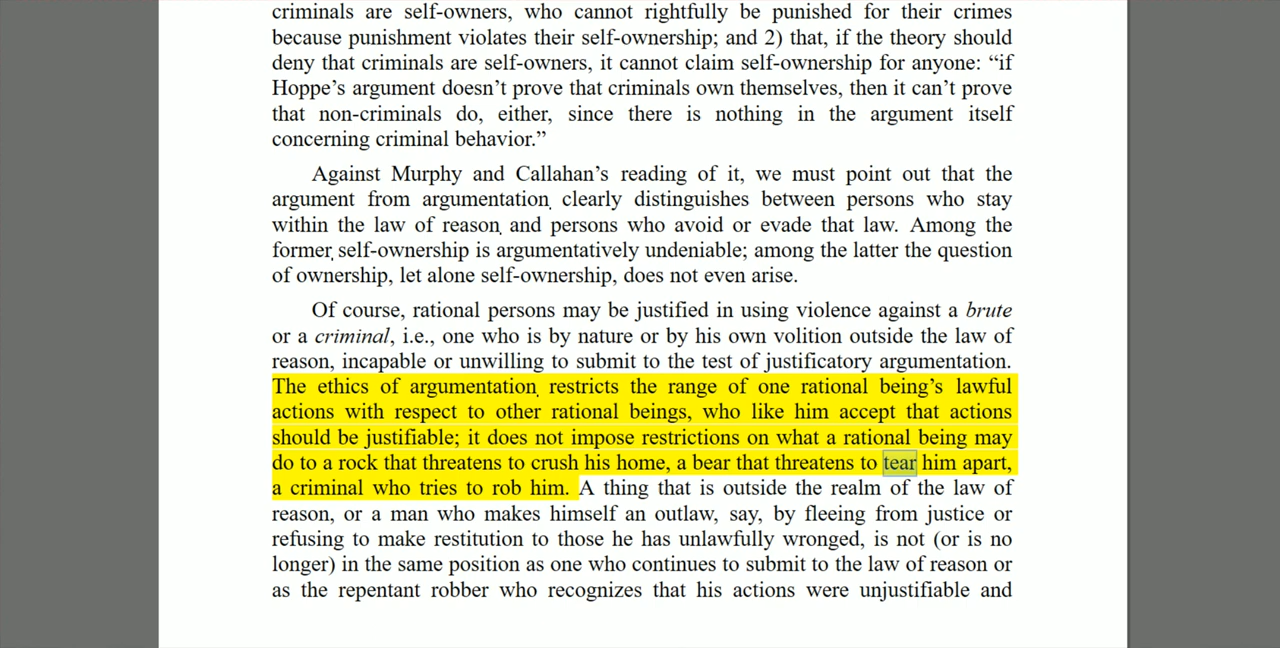 criminals are self-owners, who cannot rightfully be punished for their crimes
because punishment violates their self-ownership; and 2) that, if the theory should
deny that criminals are self-owners, it cannot claim self-ownership for anyone: “if
Hoppe’s argument doesn’t prove that criminals own themselves, then it can’t prove
that non-criminals do, either, since there is nothing in the argument itself
concerning criminal behavior.”
Against Murphy and Callahan’s reading of it, we must point out that the
argument from argumentation clearly distinguishes between persons who stay
within the law of reason and persons who avoid or evade that law. Among the
former self-ownership is argumentatively undeniable; among the latter the question
of ownership, let alone self-ownership, does not even arise.
Of course, rational persons may be justified in using violence against a brute
or a criminal, i.e., one who is by nature or by his own volition outside the law of
reason, incapable or unwilling to submit to the test of justificatory argumentation.
The ethics of argumentation restricts the range of one rational being’s lawful
actions with respect to other rational beings, who like him accept that actions
should be justifiable; it does not impose restrictions on what a rational being may
do to a rock that threatens to crush his home, a bear that threatens to tear him apart,
a criminal who tries to rob him. A thing that is outside the realm of the law of
reason, or a man who makes himself an outlaw, say, by fleeing from justice or
refusing to make restitution to those he has unlawfully wronged, is not (or is no
longer) in the same position as one who continues to submit to the law of reason or
as the repentant robber who recognizes that his actions were unjustifiable and